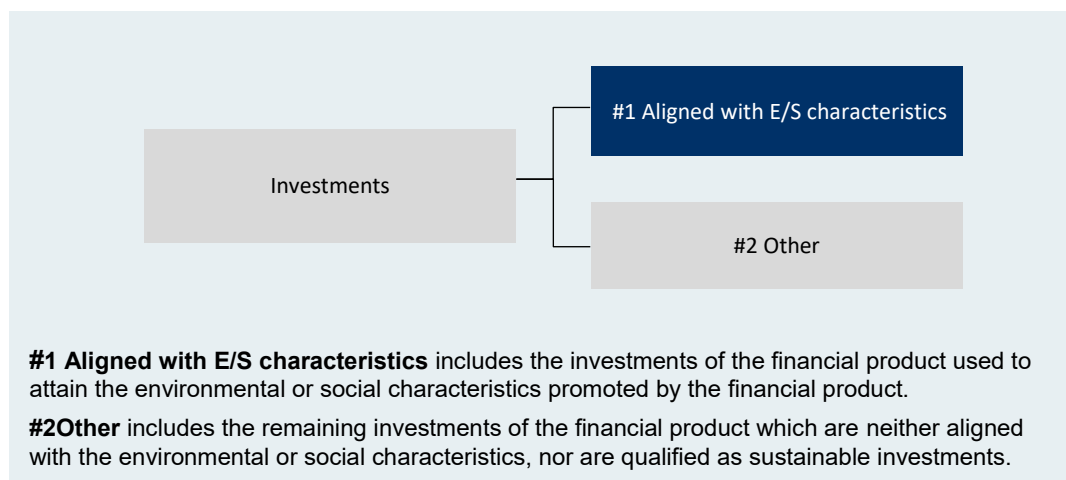 #1 Aligned with E/S characteristics
Investments
#2 Other
#1 Aligned with E/S characteristics includes the investments of the financial product used to
attain the environmental or social characteristics promoted by the financial product.
#2Other includes the remaining investments of the financial product which are neither aligned
with the environmental or social characteristics, nor are qualified as sustainable investments.